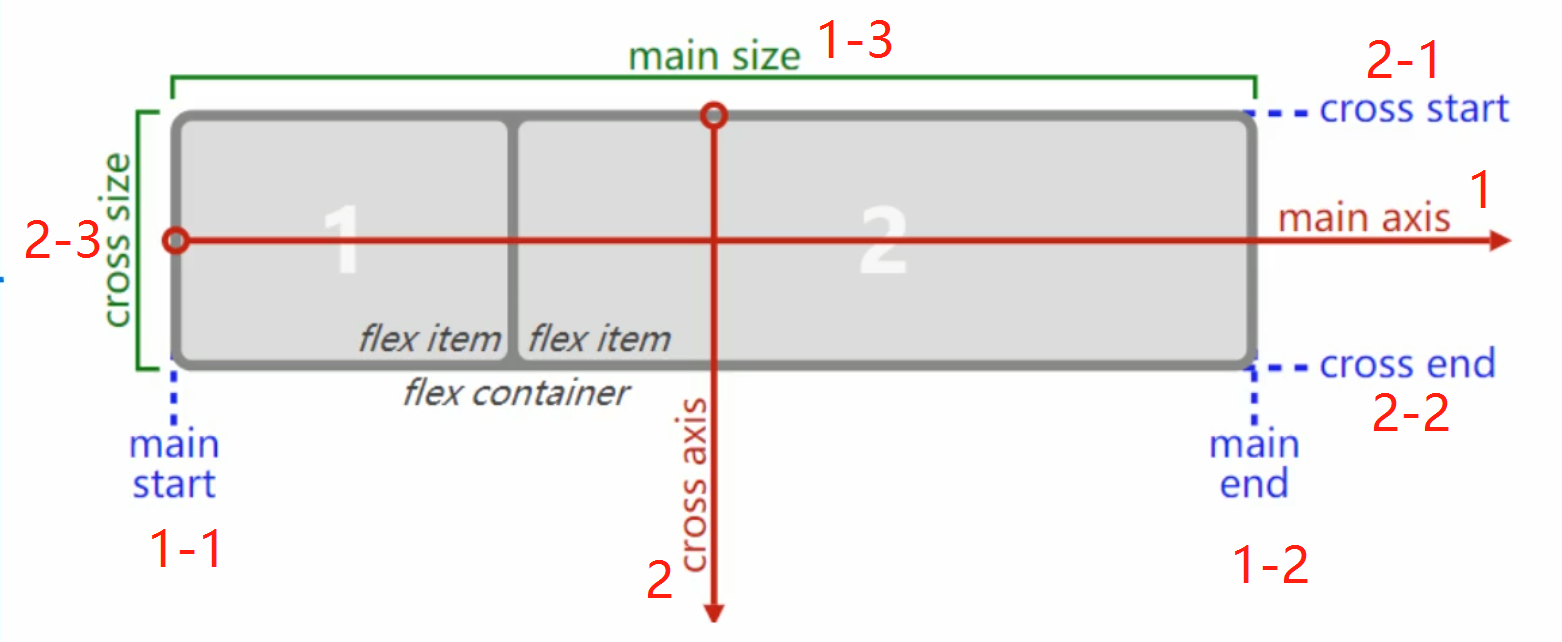 main size 1-3
2-1
cross start
cross size
2-3
1
2
1
main axis
flex item
flex item
flex container
cross end
2-2
main
start
1-1
cross axis
2
main
end
1-2